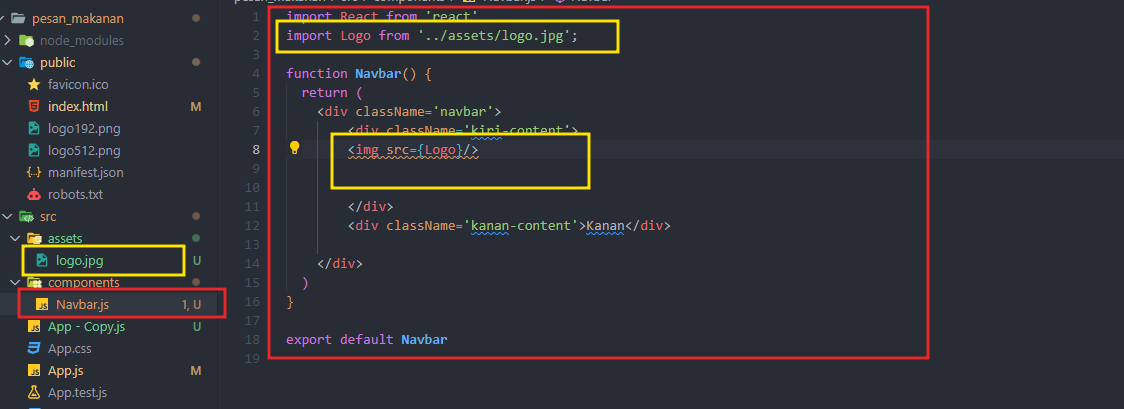 pesan_makanan
node_modules
public
favicon.ico
index.html M
logo192.png
logo512.png
manifest.json
robots.txt
src
assets
logo.jpg U
components
Navbar.js 1, U
App - Copy.js U
App.css
App.js M
App.test.js
1 import React from 'react'
2 import Logo from '../assets/logo.jpg';
3
4 function Navbar() {
5 return (
6 <div className='navbar'>
7 <div className='kiri-content'>
8 <img src={Logo}/>
9
10
11 </div>
12 <div className='kanan-content'>Kanan</div>
13
14 </div>
15 )
16 }
17
18 export default Navbar
19